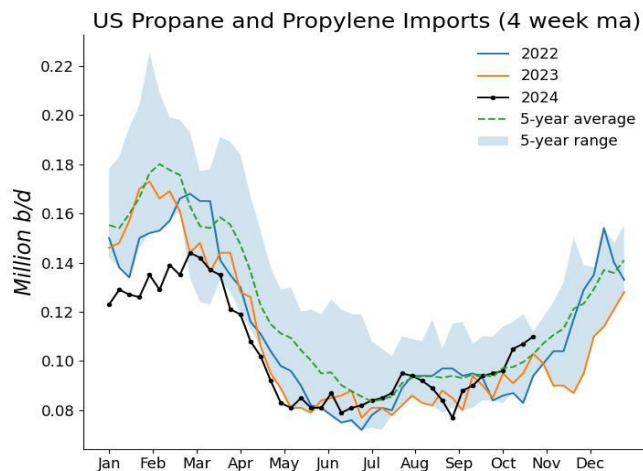 US Propane and Propylene Imports (4 week ma)
2022
2023
2024
5-year average
5-year range
Million b/d
0.22
0.20
0.18
0.16
0.14
0.12
0.10
0.08
Jan Feb Mar Apr May Jun Jul Aug Sep Oct Nov Dec